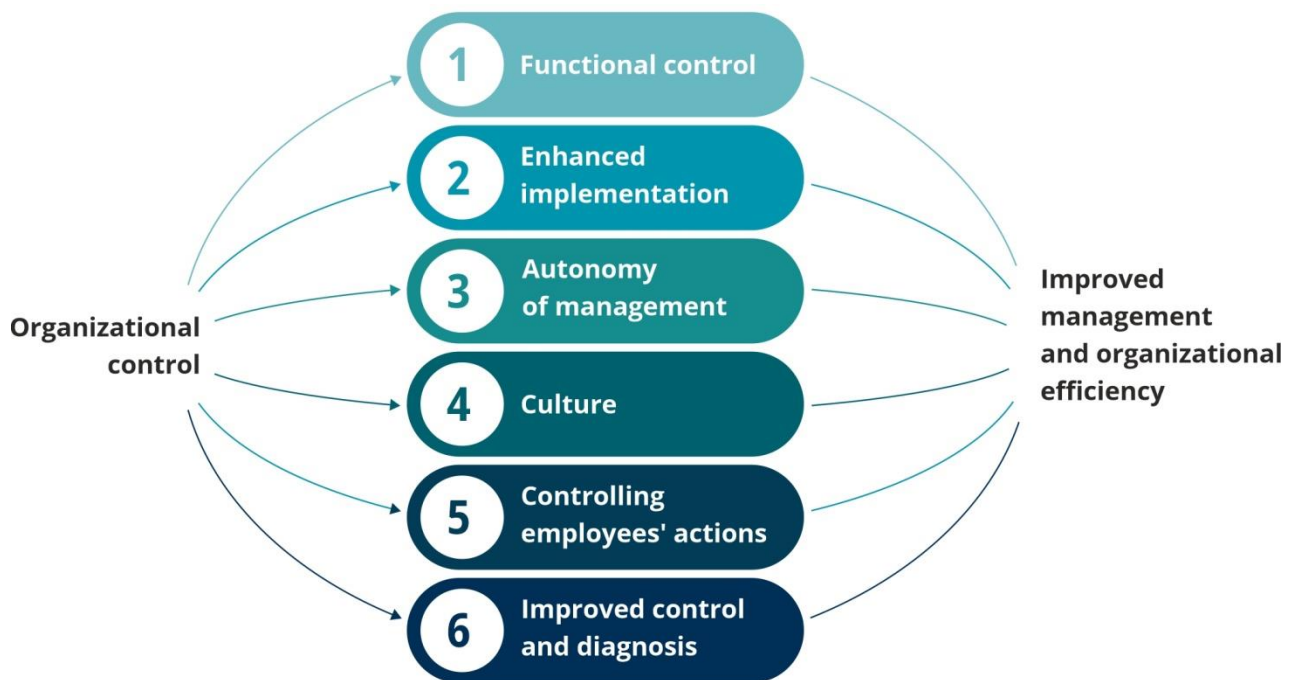 Organizational
control
1
Functional control
2
Enhanced
implementation
3
Autonomy
of management
4
Culture
5
Controlling
employees' actions
6
Improved control
and diagnosis
Improved
management
and organizational
efficiency